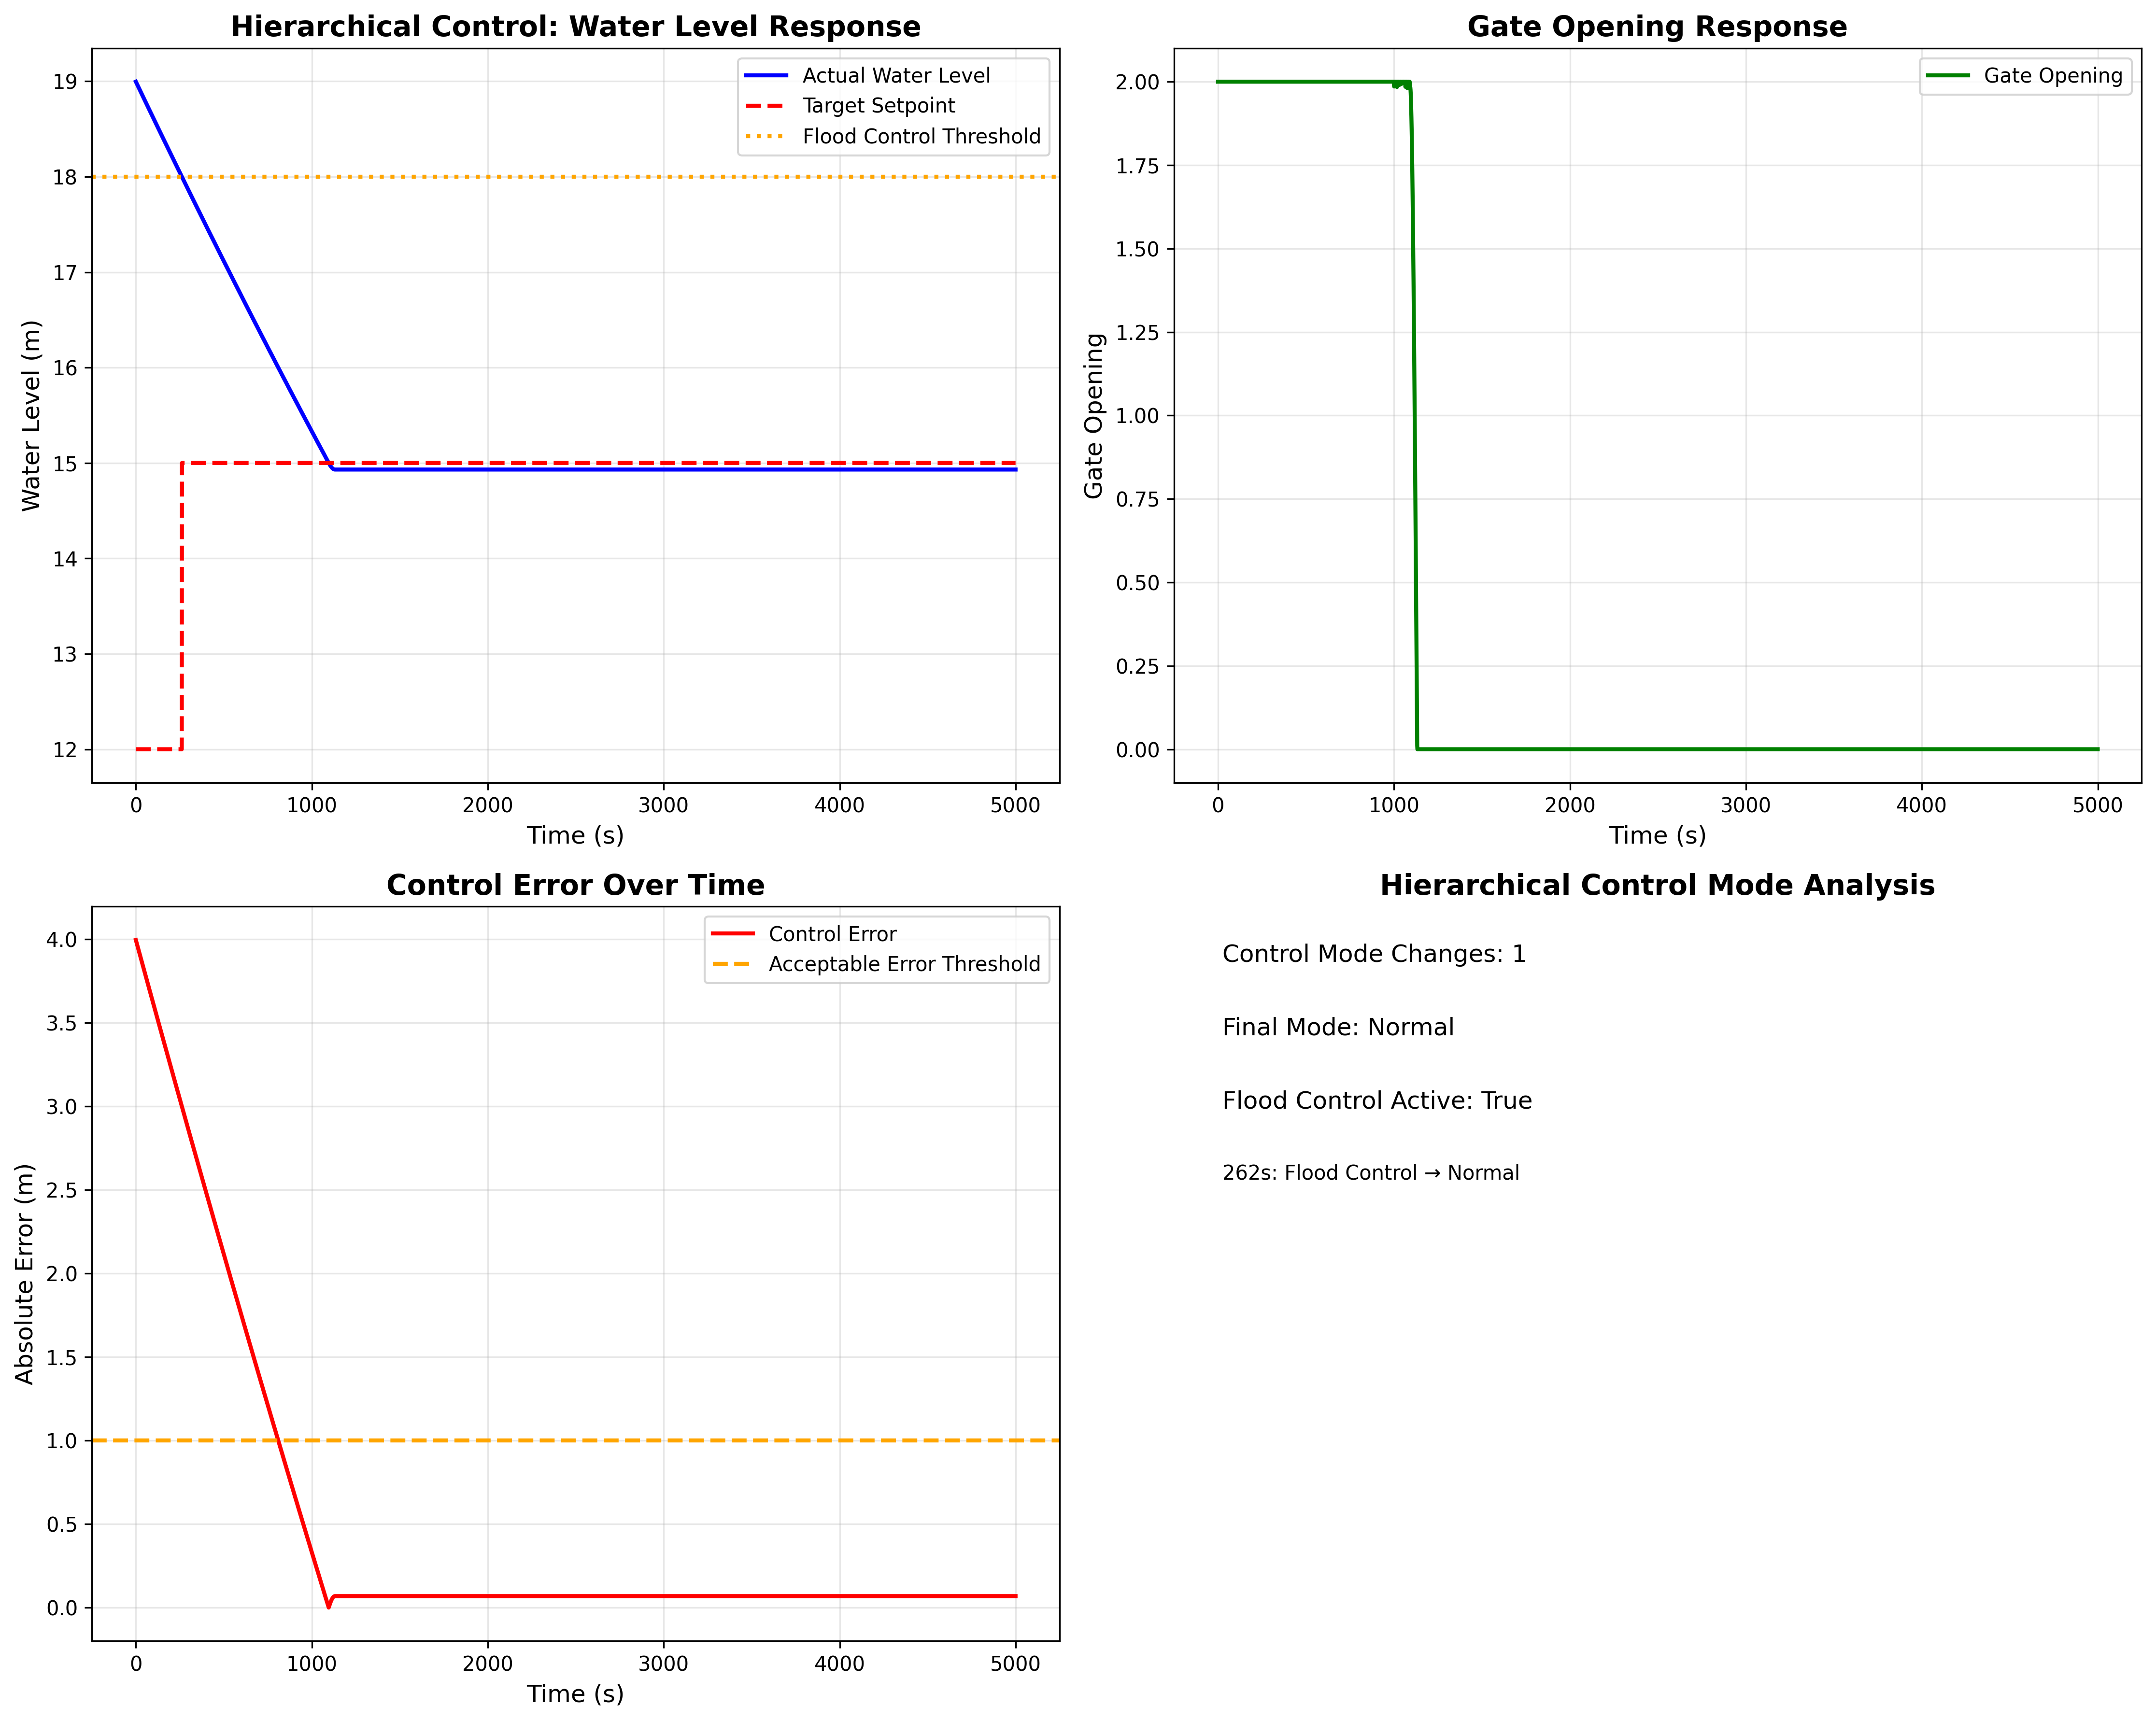 Hierarchical Control: Water Level Response
Actual Water Level
Target Setpoint
Flood Control Threshold
19
18
17
16
15
14
13
12
Water Level (m)
0 1000 2000 3000 4000 5000
Time (s)
Gate Opening Response
Gate Opening
2.00
1.75
1.50
1.25
1.00
0.75
0.50
0.25
0.00
Gate Opening
0 1000 2000 3000 4000 5000
Time (s)
Control Error Over Time
Control Error
Acceptable Error Threshold
4.0
3.5
3.0
2.5
2.0
1.5
1.0
0.5
0.0
Absolute Error (m)
0 1000 2000 3000 4000 5000
Time (s)
Hierarchical Control Mode Analysis
Control Mode Changes: 1
Final Mode: Normal
Flood Control Active: True
262s: Flood Control → Normal